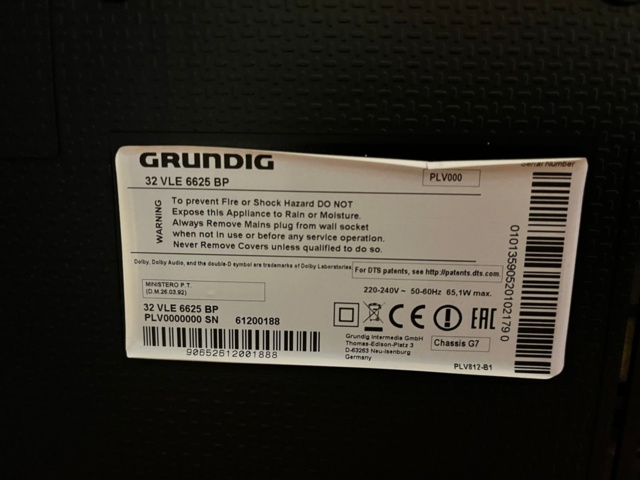 GRUNDIG
32 VLE 6625 BP
PLV000
Serial Number
WARNING
To prevent Fire or Shock Hazard DO NOT
Expose this Appliance to Rain or Moisture.
Always Remove Mains plug from wall socket
when not in use or before any service operation.
Never Remove Covers unless qualified to do so.
Dolby, Dolby Audio, and the double-D symbol are trademarks of Dolby Laboratories
For DTS patents, see http://patents.dts.com.
MINISTERO P.T.
(D.M.26.03.92)
220-240V ~ 50-60Hz 65,1W max.
32 VLE 6625 BP
PLV0000000 SN 61200188
90652612001888
CE
EAC
Grundig Intermedia GmbH
Thomas-Edison-Platz 3
D-63263 Neu-Isenburg
Germany
Chassis G7
PLV812-B1
01013590520102179 0